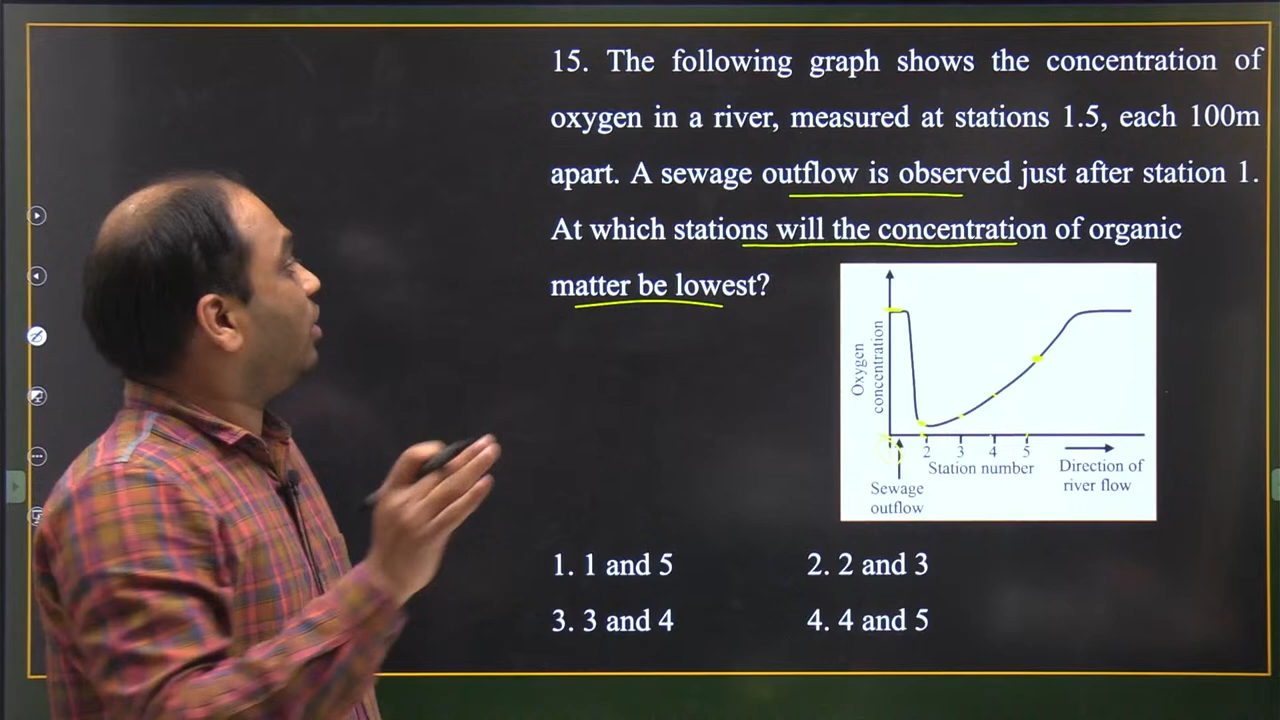 15. The following graph shows the concentration of
oxygen in a river, measured at stations 1.5, each 100m
apart. A sewage outflow is observed just after station 1.
At which stations will the concentration of organic
matter be lowest?
Oxygen
concentration
2 3 4 5
Station number
Direction of
river flow
Sewage
outflow
1. 1 and 5
2. 2 and 3
3. 3 and 4
4. 4 and 5